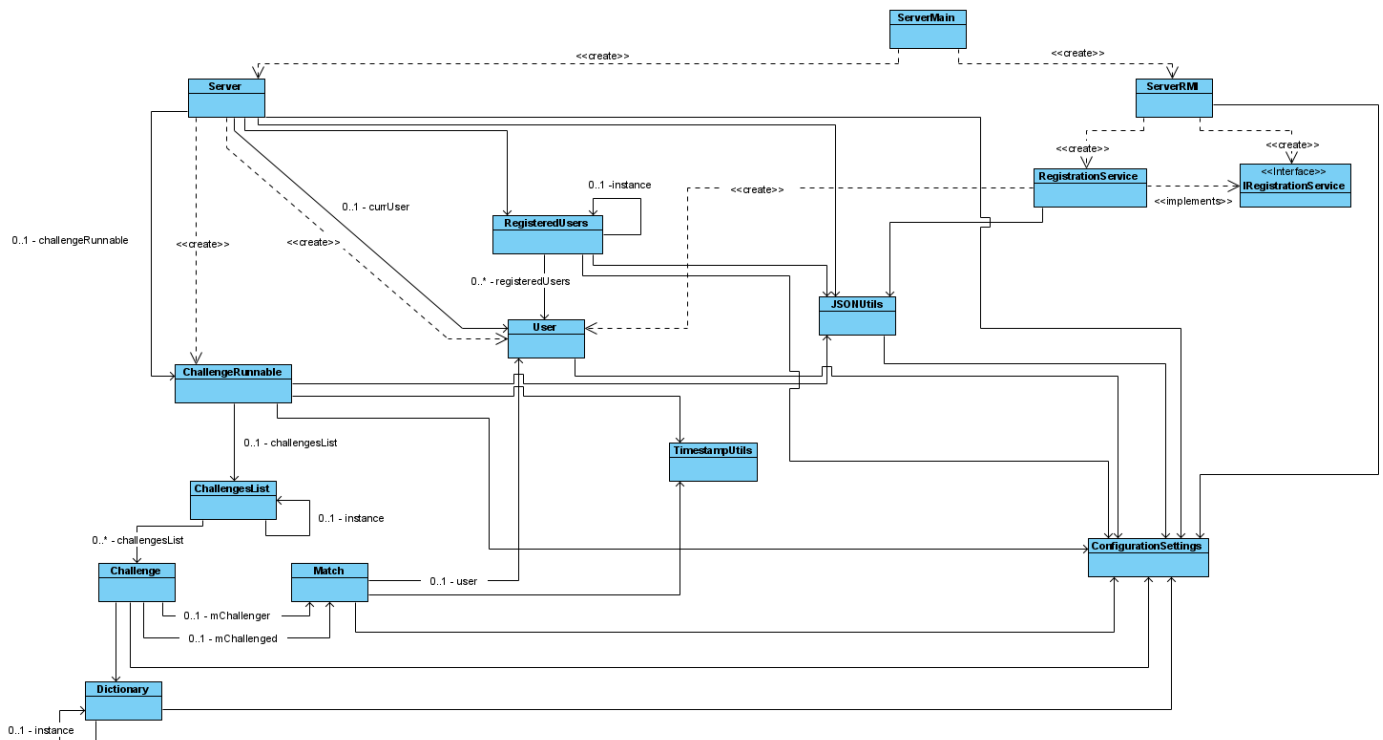 ServerMain
<<create>>
<<create>>
Server
ServerRMI
<<create>>
<<create>>
<<Interface>>
IRegistrationService
RegistrationService
<<create>>
<<implements>>
0..1 -instance
0..1 - currUser
RegisteredUsers
0..1 - challengeRunnable
<<create>>
<<create>>
0..* - registeredUsers
JSONUtils
User
ChallengeRunnable
0..1 - challengesList
TimestampUtils
ChallengesList
0..1 - instance
0..* - challengesList
ConfigurationSettings
Challenge
Match
0..1 - user
0..1 - mChallenger
0..1 - mChallenged
Dictionary
0..1 - instance